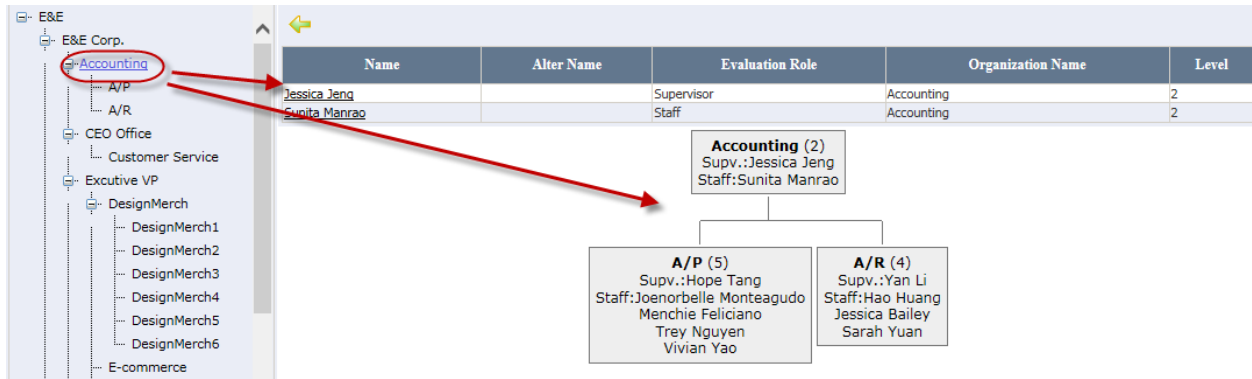 E&E
E&E Corp.
Accounting
A/P
A/R
CEO Office
Customer Service
Excutive VP
DesignMerch
DesignMerch1
DesignMerch2
DesignMerch3
DesignMerch4
DesignMerch5
DesignMerch6
E-commerce
Name Alter Name Evaluation Role Organization Name Level
Jessica Jeng Supervisor Accounting 2
Sunita Manrao Staff Accounting 2
Accounting (2)
Supv.:Jessica Jeng
Staff:Sunita Manrao
A/P (5)
Supv.:Hope Tang
Staff:Joenorbelle Monteagudo
Menchie Feliciano
Trey Nguyen
Vivian Yao
A/R (4)
Supv.:Yan Li
Staff:Hao Huang
Jessica Bailey
Sarah Yuan